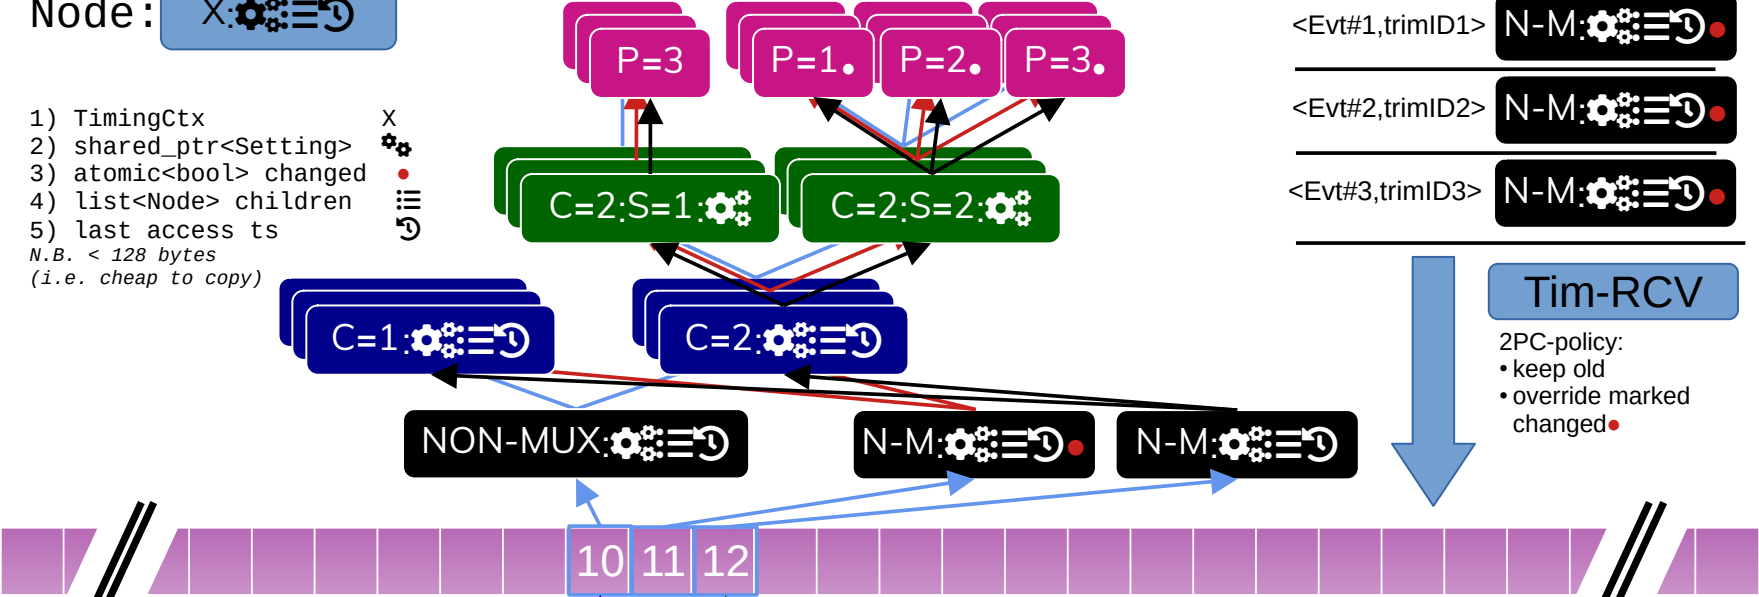 Node:
X:
1) TimingCtx X
2) shared_ptr<Setting>
3) atomic<bool> changed
4) list<Node> children
5) last access ts
N.B. < 128 bytes
(i.e. cheap to copy)
P=3
P=1
P=2
P=3
C=2:S=1:
C=2:S=2:
C=1:
C=2:
NON-MUX:
N-M:
N-M:
10
11
12
<Evt#1,trimID1> N-M:
<Evt#2,trimID2> N-M:
<Evt#3,trimID3> N-M:
Tim-RCV
2PC-policy:
• keep old
• override marked
changed